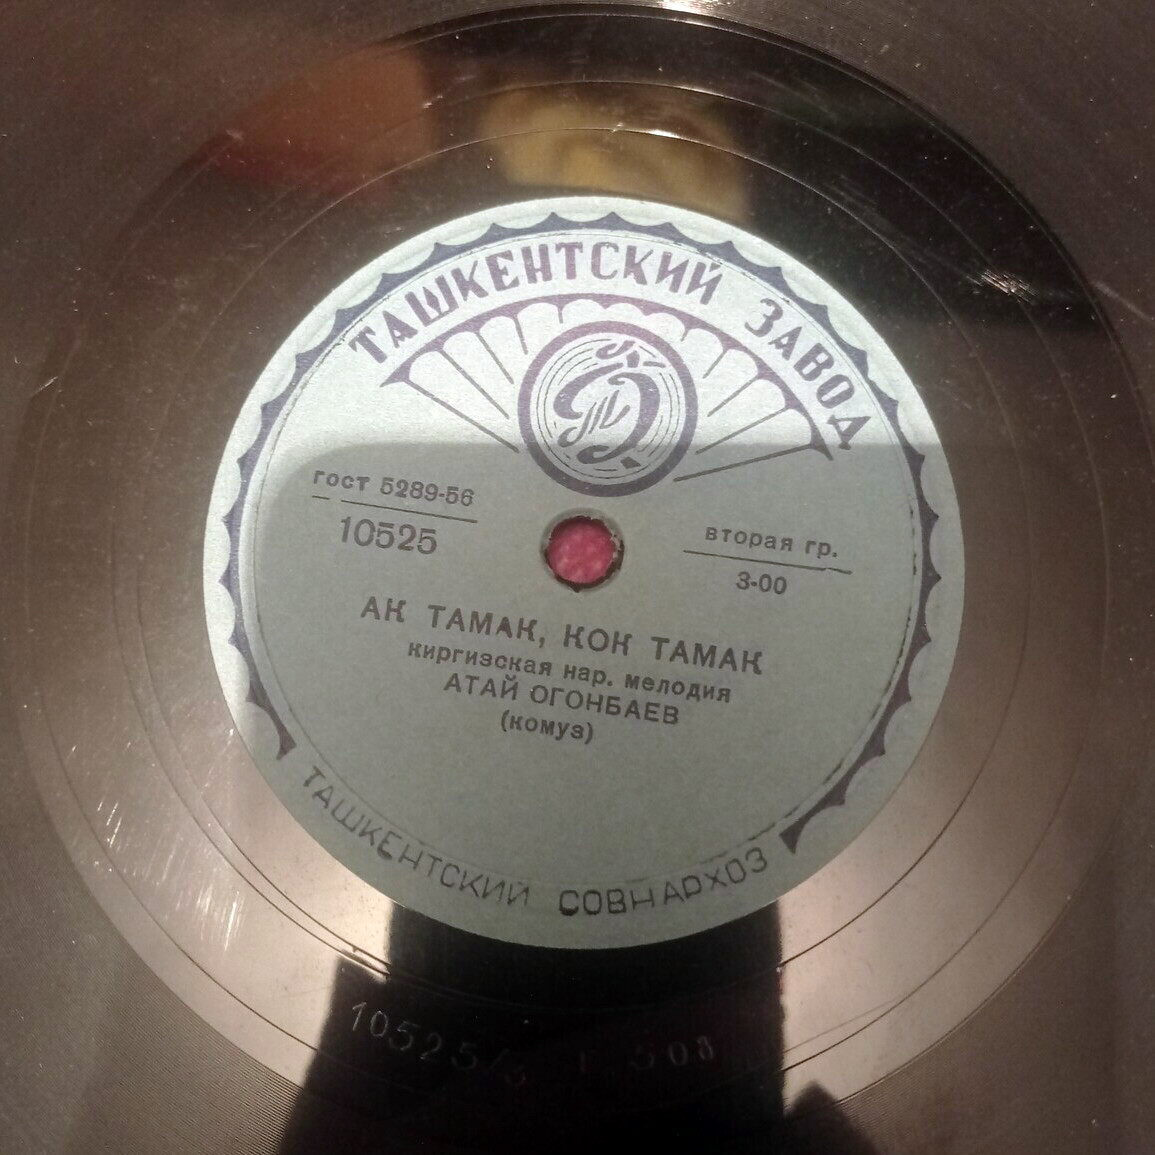 ТАШКЕНТСКИЙ ЗАВОД
гост 5289-56
10525
вторая гр.
3-00
АК ТАМАК, КОК ТАМАК
киргизская нар. мелодия
АТАЙ ОГОНБАЕВ
(комуз)
ТАШКЕНТСКИЙ СОВНАРХОЗ
10525/